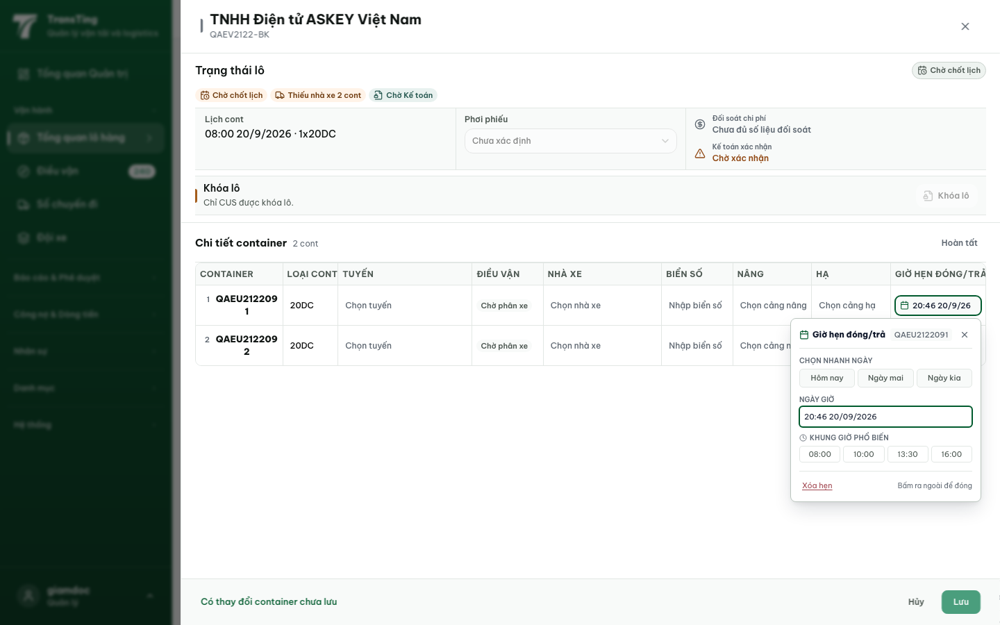 TransTing
Quản lý vận tải và logistics
Tổng quan Quản trị
Vận hành
Tổng quan lô hàng
Điều vận
Sổ chuyến đi
Đội xe
Báo cáo & Phê duyệt
Công nợ & Dòng tiền
Nhân sự
Danh mục
Hệ thống
giamdoc
Quản lý
TNHH Điện tử ASKEY Việt Nam
QAEV2122-BK
Trạng thái lô
Chờ chốt lịch
Chờ chốt lịch
Thiếu nhà xe 2 cont
Chờ Kế toán
Lịch cont
08:00 20/9/2026 · 1x20DC
Phơi phiếu
Chưa xác định
Đối soát chi phí
Chưa đủ số liệu đối soát
Kế toán xác nhận
Chờ xác nhận
Khóa lô
Chỉ CUS được khóa lô.
Khóa lô
Chi tiết container 2 cont
Hoàn tất
CONTAINER LOẠI CONT TUYẾN ĐIỀU VẬN NHÀ XE BIỂN SỐ NÂNG HẠ GIỜ HẸN ĐÓNG/TRẢ
1 QAEU212209
1
20DC Chọn tuyến Chờ phân xe Chọn nhà xe Nhập biển số Chọn cảng nâng Chọn cảng hạ 20:46 20/9/26
2 QAEU212209
2
20DC Chọn tuyến Chờ phân xe Chọn nhà xe Nhập biển số Chọn cảng n
Giờ hẹn đóng/trả QAEU2122091
CHỌN NHANH NGÀY
Hôm nay Ngày mai Ngày kia
NGÀY GIỜ
20:46 20/09/2026
KHUNG GIỜ PHỔ BIẾN
08:00 10:00 13:30 16:00
Xóa hẹn Bấm ra ngoài để đóng
Có thay đổi container chưa lưu
Hủy Lưu